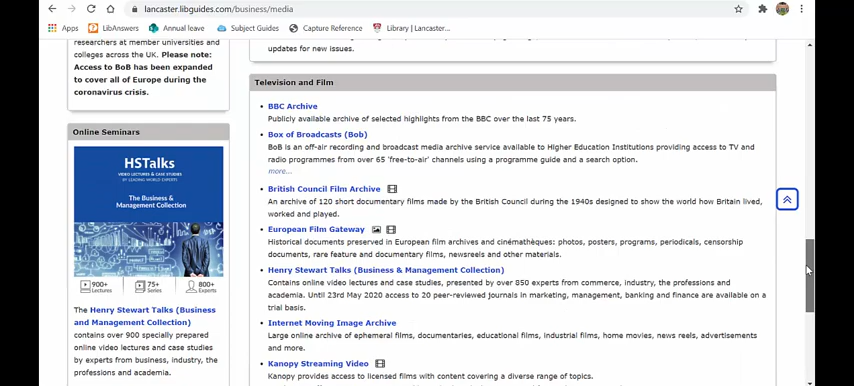 lancaster.libguides.com/business/media
Apps
LibAnswers
Annual leave
Subject Guides
Capture Reference
Library | Lancaster...
researchers at member universities and
colleges across the UK. Please note:
Access to BoB has been expanded
to cover all of Europe during the
coronavirus crisis.
Online Seminars
HSTalks
VIDEO LECTURES & CASE STUDIES
BY LEADING WORLD EXPERTS
The Business &
Management Collection
900+
Lectures
75+
Series
800+
Experts
The Henry Stewart Talks (Business
and Management Collection)
contains over 900 specially prepared
online video lectures and case studies
by experts from business, industry, the
professions and academia.
updates for new issues.
Television and Film
BBC Archive
Publicly available archive of selected highlights from the BBC over the last 75 years.
Box of Broadcasts (Bob)
BoB is an off-air recording and broadcast media archive service available to Higher Education Institutions providing access to TV and
radio programmes from over 65 'free-to-air' channels using a programme guide and a search option.
more...
British Council Film Archive
An archive of 120 short documentary films made by the British Council during the 1940s designed to show the world how Britain lived,
worked and played.
European Film Gateway
Historical documents preserved in European film archives and cinémathèques: photos, posters, programs, periodicals, censorship
documents, rare feature and documentary films, newsreels and other materials.
Henry Stewart Talks (Business & Management Collection)
Contains online video lectures and case studies, presented by over 850 experts from commerce, industry, the professions and
academia. Until 23rd May 2020 access to 20 peer-reviewed journals in marketing, management, banking and finance are available on a
trial basis.
Internet Moving Image Archive
Large online archive of ephemeral films, documentaries, educational films, industrial films, home movies, news reels, advertisements
and more.
Kanopy Streaming Video
Kanopy provides access to licensed films with content covering a diverse range of topics.